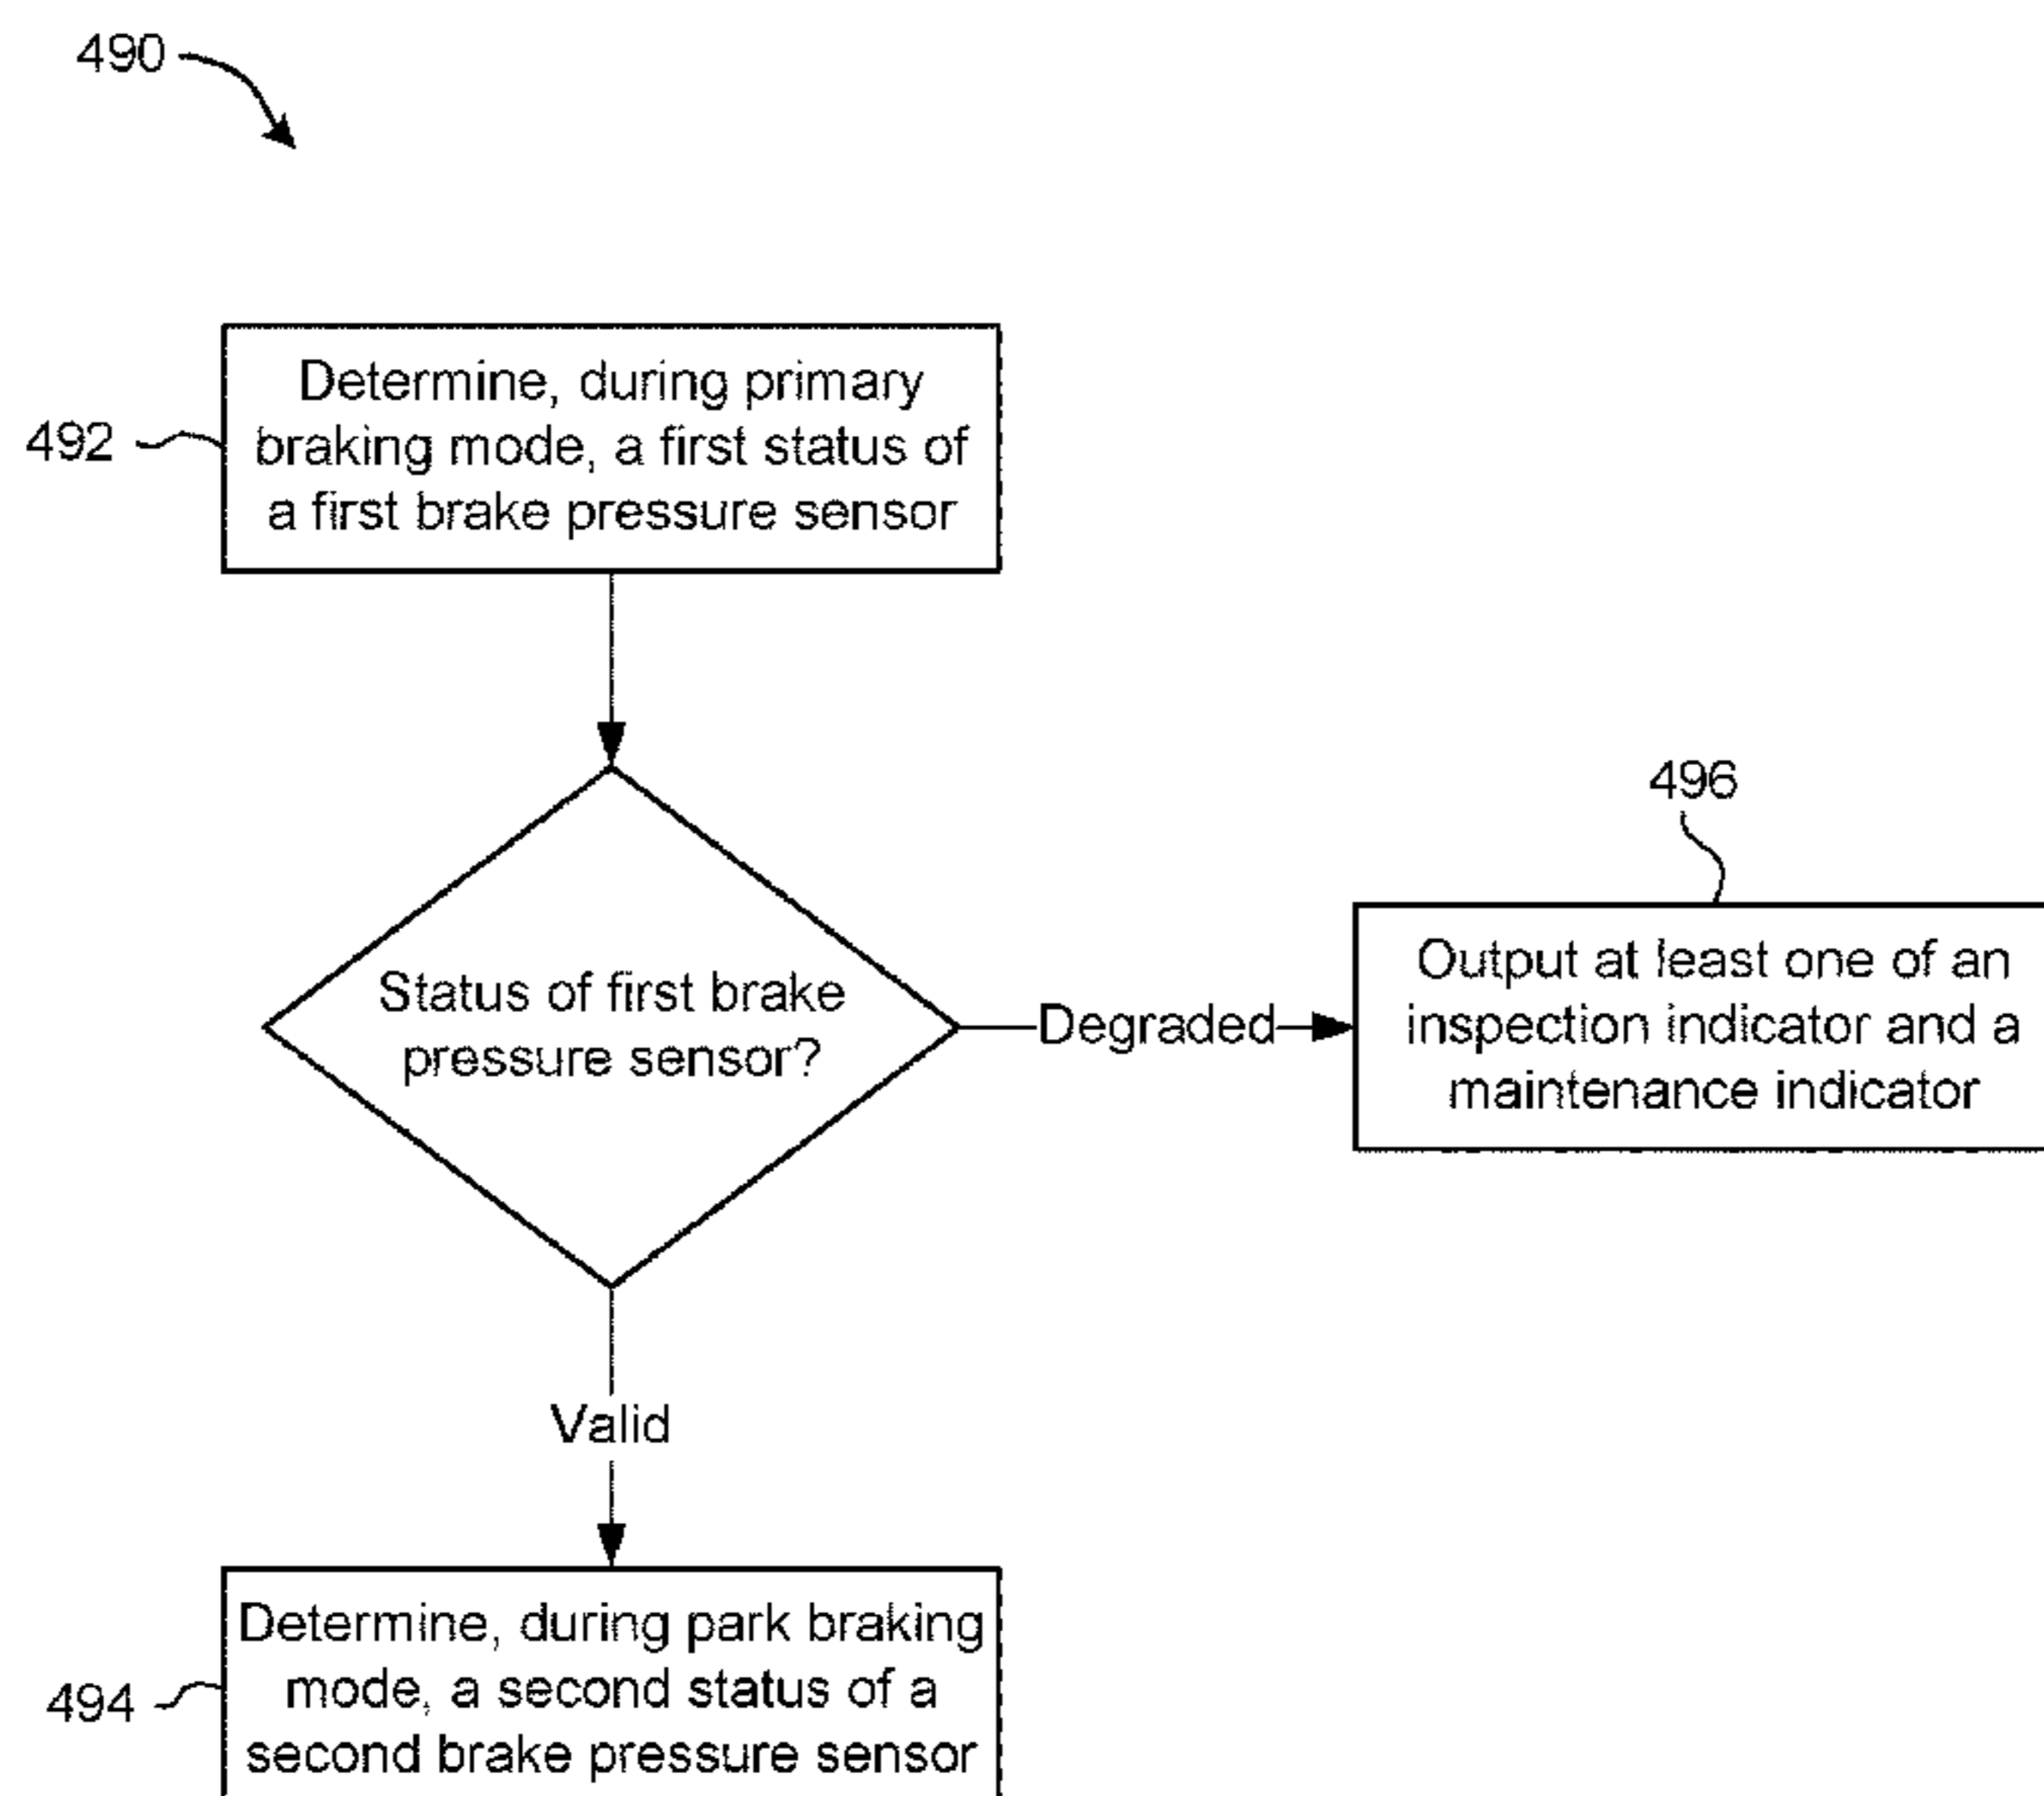 490
492
Determine, during primary
braking mode, a first status of
a first brake pressure sensor
Status of first brake
pressure sensor?
Degraded
496
Output at least one of an
inspection indicator and a
maintenance indicator
Valid
494
Determine, during park braking
mode, a second status of a
second brake pressure sensor